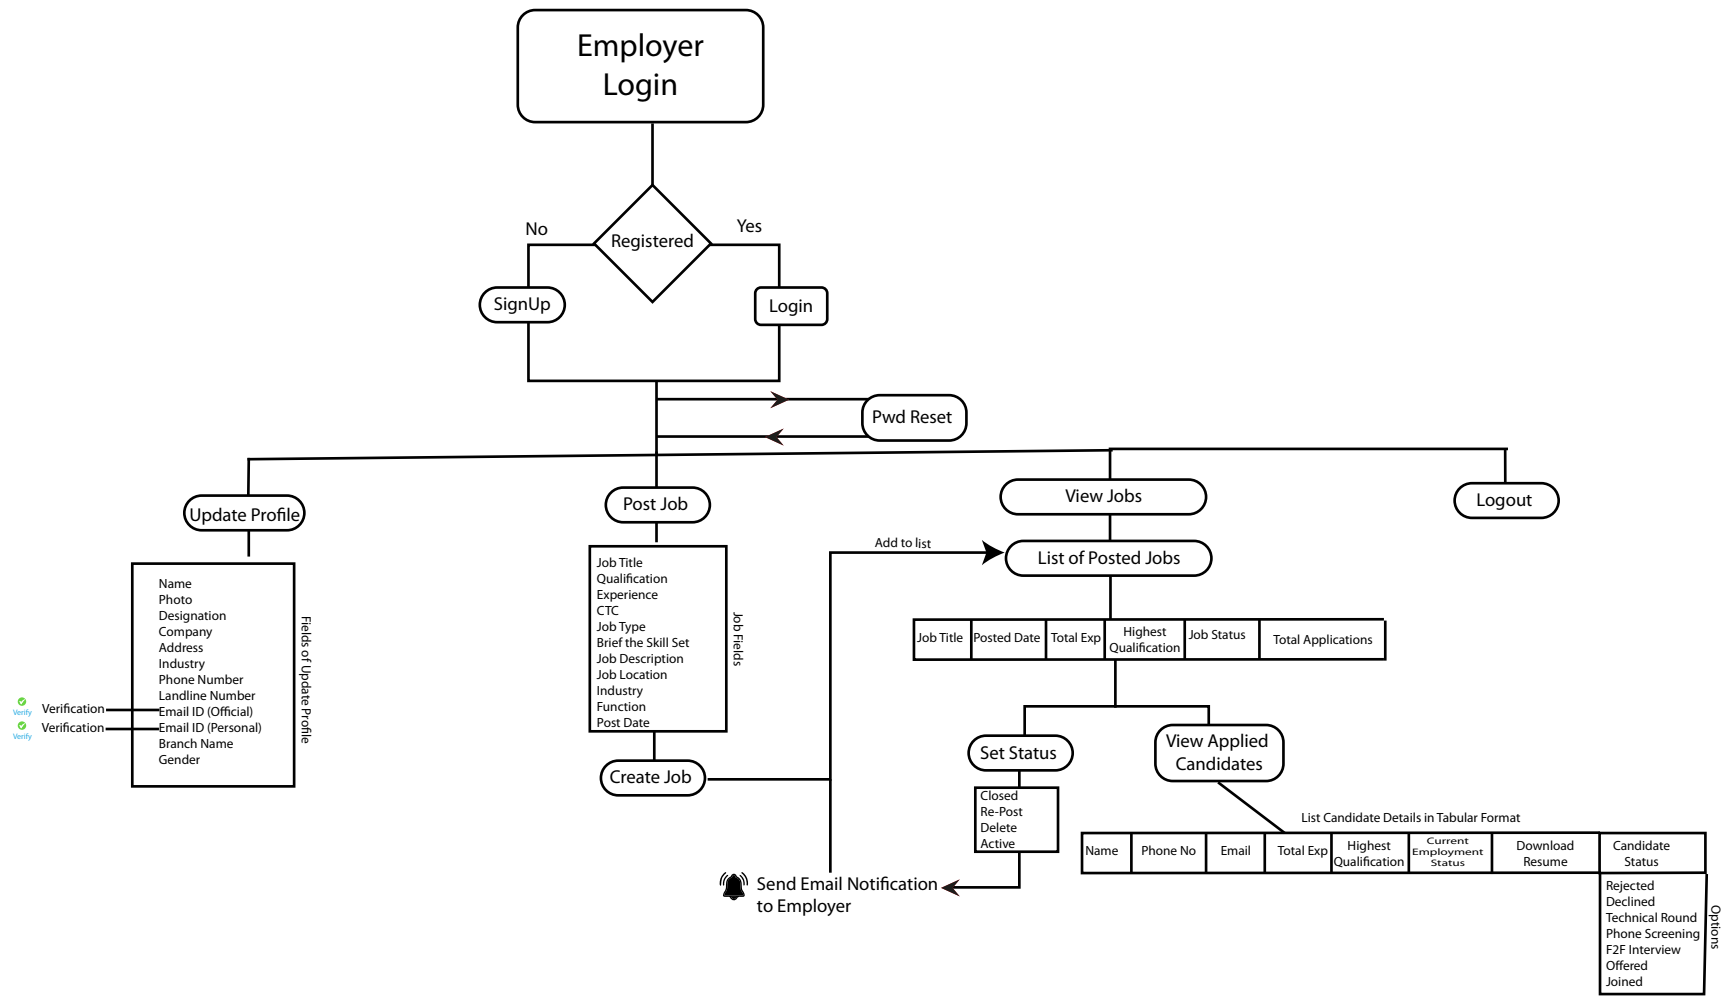 Employer
Login
No
Registered
Yes
SignUp
Login
Pwd Reset
Update Profile
Post Job
View Jobs
Logout
Name
Photo
Designation
Company
Address
Industry
Phone Number
Landline Number
Email ID (Official)
Email ID (Personal)
Branch Name
Gender
Fields of Update Profile
Verify
Verification
Verify
Verification
Job Title
Qualification
Experience
CTC
Job Type
Brief the Skill Set
Job Description
Job Location
Industry
Function
Post Date
Job Fields
Create Job
Add to list
List of Posted Jobs
Job Title
Posted Date
Total Exp
Highest
Qualification
Job Status
Total Applications
Set Status
Closed
Re-Post
Delete
Active
Send Email Notification
to Employer
View Applied
Candidates
List Candidate Details in Tabular Format
Name
Phone No
Email
Total Exp
Highest
Qualification
Current
Employment
Status
Download
Resume
Candidate
Status
Rejected
Declined
Technical Round
Phone Screening
F2F Interview
Offered
Joined
Options